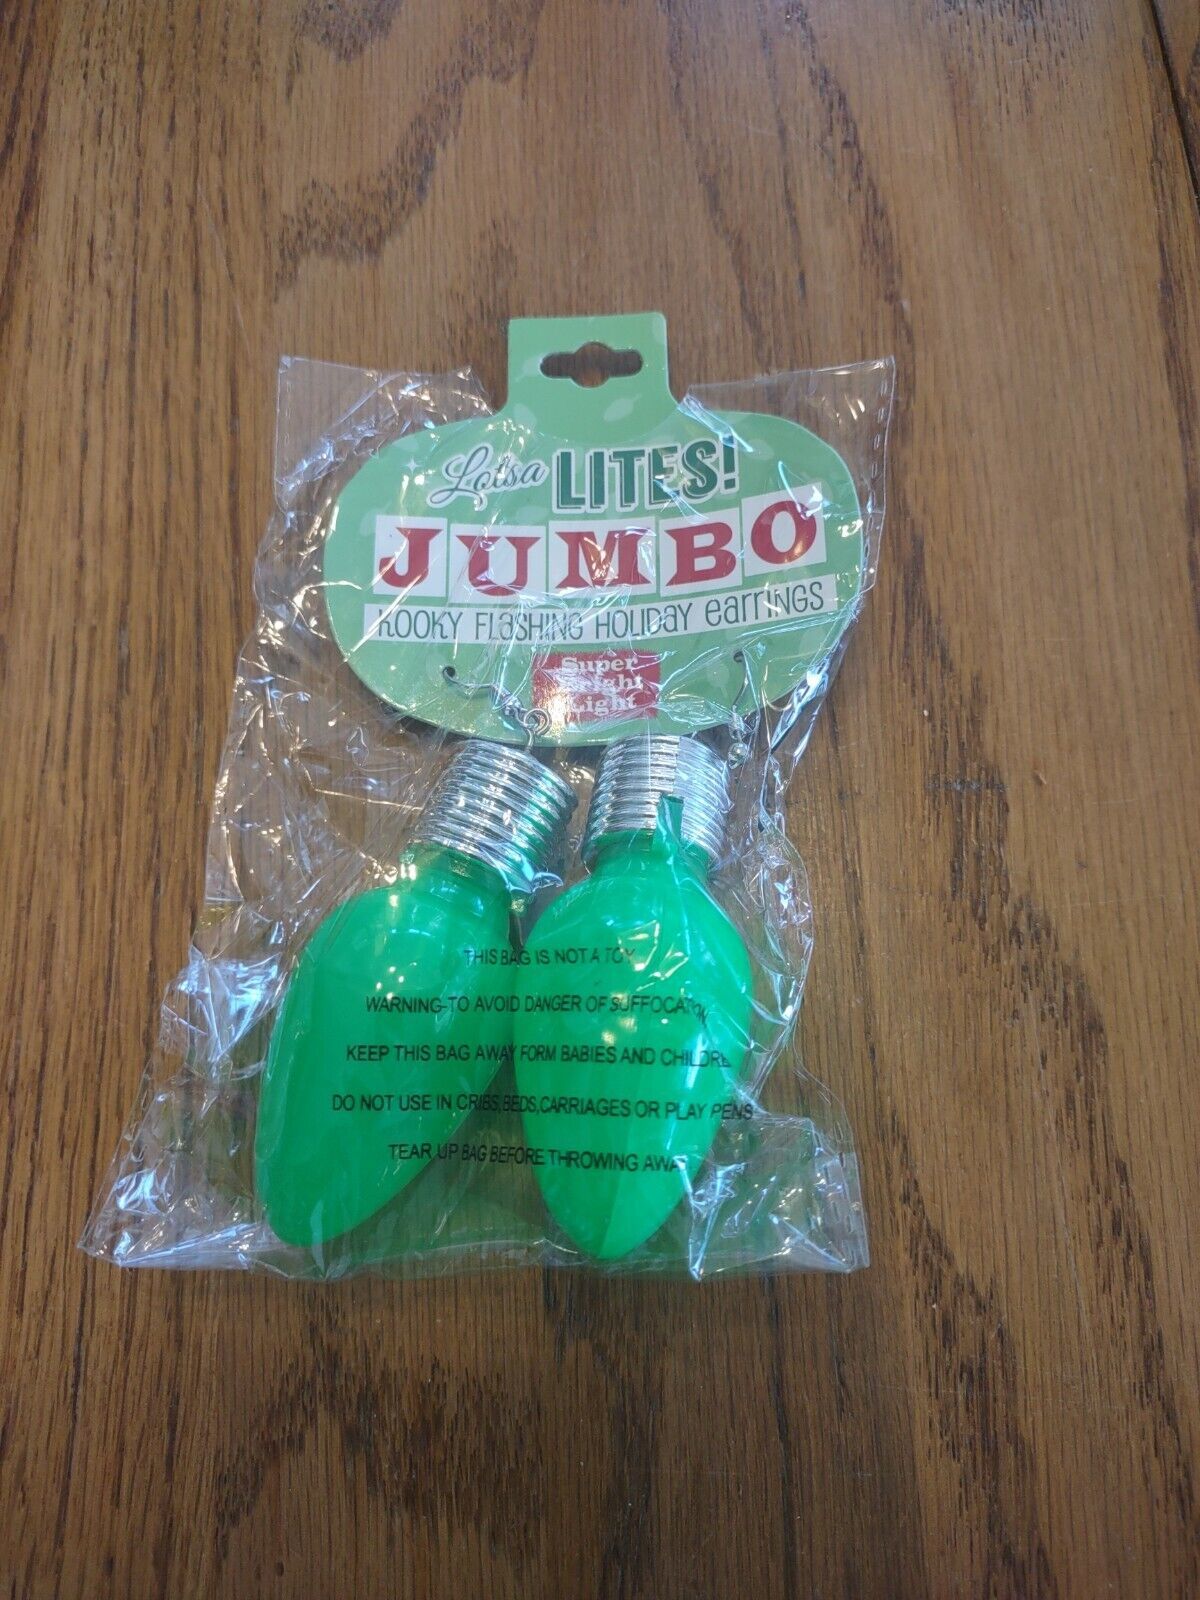 Lotsa LITES!
JUMBO
KOOKY FLASHING HOLIDAY earrings
Super
Bright
Light
THIS BAG IS NOT A TOY
WARNING-TO AVOID DANGER OF SUFFOCATION
KEEP THIS BAG AWAY FORM BABIES AND CHILDRE
DO NOT USE IN CRIBS,BEDS,CARRIAGES OR PLAY PENS
TEAR UP BAG BEFORE THROWING AWAY